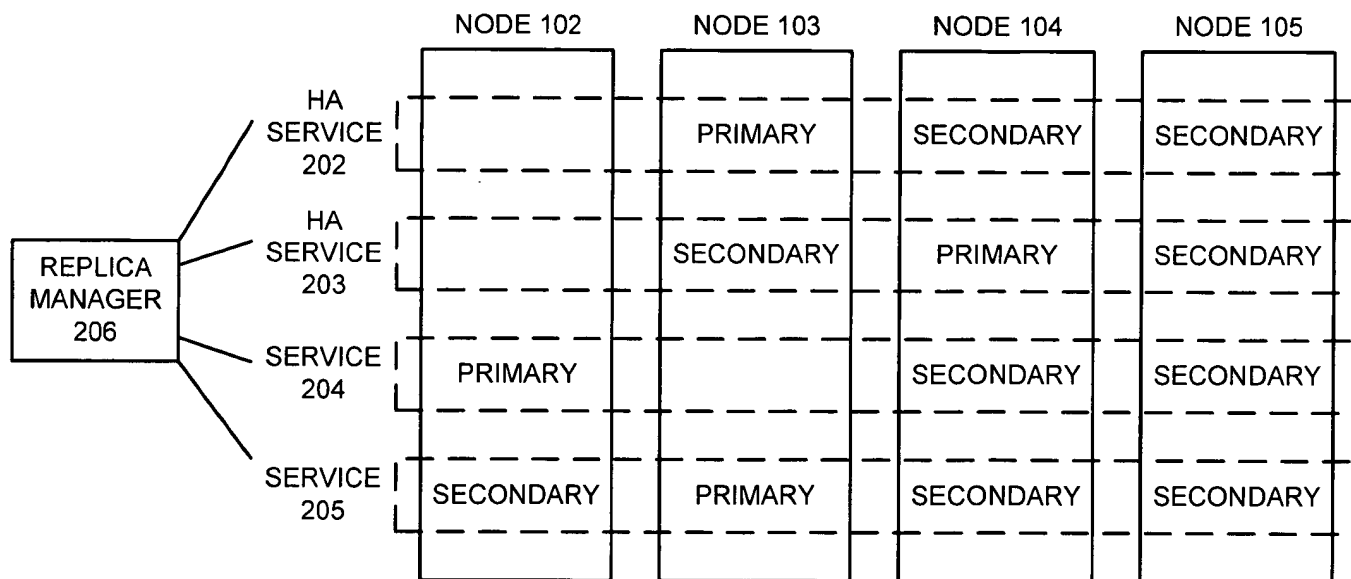 NODE 102
NODE 103
NODE 104
NODE 105
HA
SERVICE
202
PRIMARY
SECONDARY
SECONDARY
HA
SERVICE
203
SECONDARY
PRIMARY
SECONDARY
REPLICA
MANAGER
206
SERVICE
204
PRIMARY
SECONDARY
SECONDARY
SERVICE
205
SECONDARY
PRIMARY
SECONDARY
SECONDARY